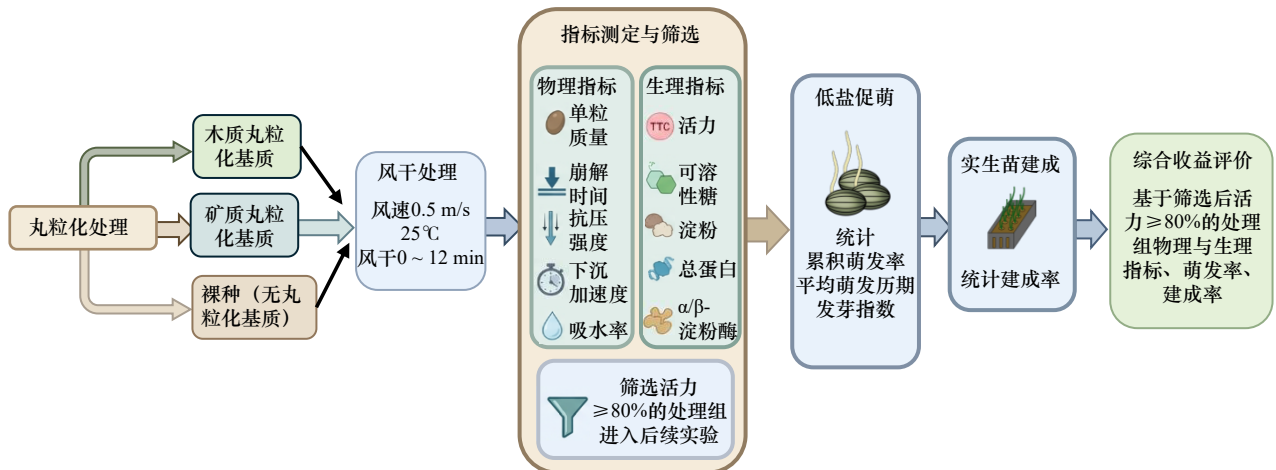 丸粒化处理
木质丸粒
化基质
矿质丸粒
化基质
裸种（无丸
粒化基质）
风干处理
风速0.5 m/s
25℃
风干0 ~ 12 min
指标测定与筛选
物理指标
单粒
质量
崩解
时间
抗压
强度
下沉
加速度
吸水率
生理指标
TTC
活力
可溶
性糖
淀粉
总蛋白
α/β-
淀粉酶
筛选活力
≥80%的处理组
进入后续实验
低盐促萌
统计
累积萌发率
平均萌发历期
发芽指数
实生苗建成
统计建成率
综合收益评价
基于筛选后活
力≥80%的处理
组物理与生理
指标、萌发率、
建成率